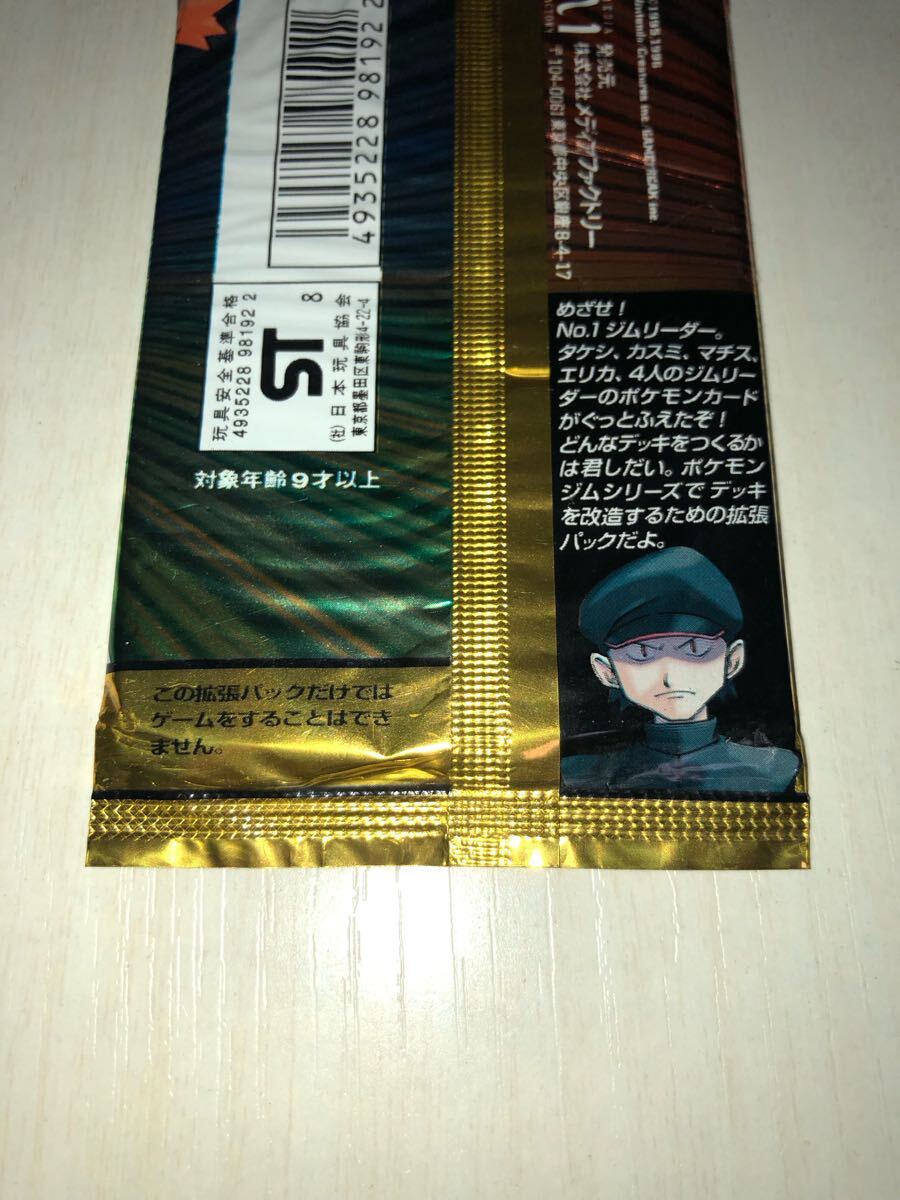 4935228 98192 2
玩具安全基準合格
4935228 98192 2
ST
8
(社)日本玩具協会
東京都墨田区東駒形4-22-4
対象年齢9才以上
この拡張パックだけでは
ゲームをすることはでき
ません。
発売元
株式会社メディアファクトリー
〒104-0061 東京都中央区銀座8-4-17
めざせ!
No.1ジムリーダー。
タケシ、カスミ、マチス、
エリカ、4人のジムリー
ダーのポケモンカード
がぐっとふえたぞ!
どんなデッキをつくるか
は君しだい。ポケモン
ジムシリーズで デッキ
を改造するための拡張
パックだよ。